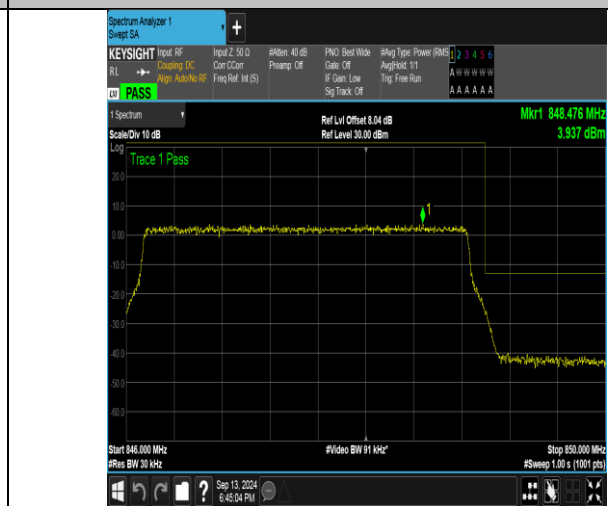 Spectrum Analyzer 1
Swept SA
+
KEYSIGHT Input: RF Input Z: 50 Ω #Atten: 40 dB PNO: Best Wide #Avg Type: Power (RMS 1 2 3 4 5 6
RL Coupling: DC Corr CCorr Preamp: Off Gate: Off Avg|Hold: 1/1 A W W W W W
Align: Auto/No RF Freq Ref: Int (S) IF Gain: Low Trig: Free Run
LXI PASS Sig Track: Off A A A A A A
1 Spectrum Ref Lvl Offset 8.04 dB Mkr1 848.476 MHz
Scale/Div 10 dB Ref Level 30.00 dBm 3.937 dBm
Log
Trace 1 Pass
20.0
10.0
1
0.00
-10.0
-20.0
-30.0
-40.0
-50.0
-60.0
Start 846.000 MHz #Video BW 91 kHz* Stop 850.000 MHz
#Res BW 30 kHz #Sweep 1.00 s (1001 pts)
? Sep 13, 2024
6:45:04 PM